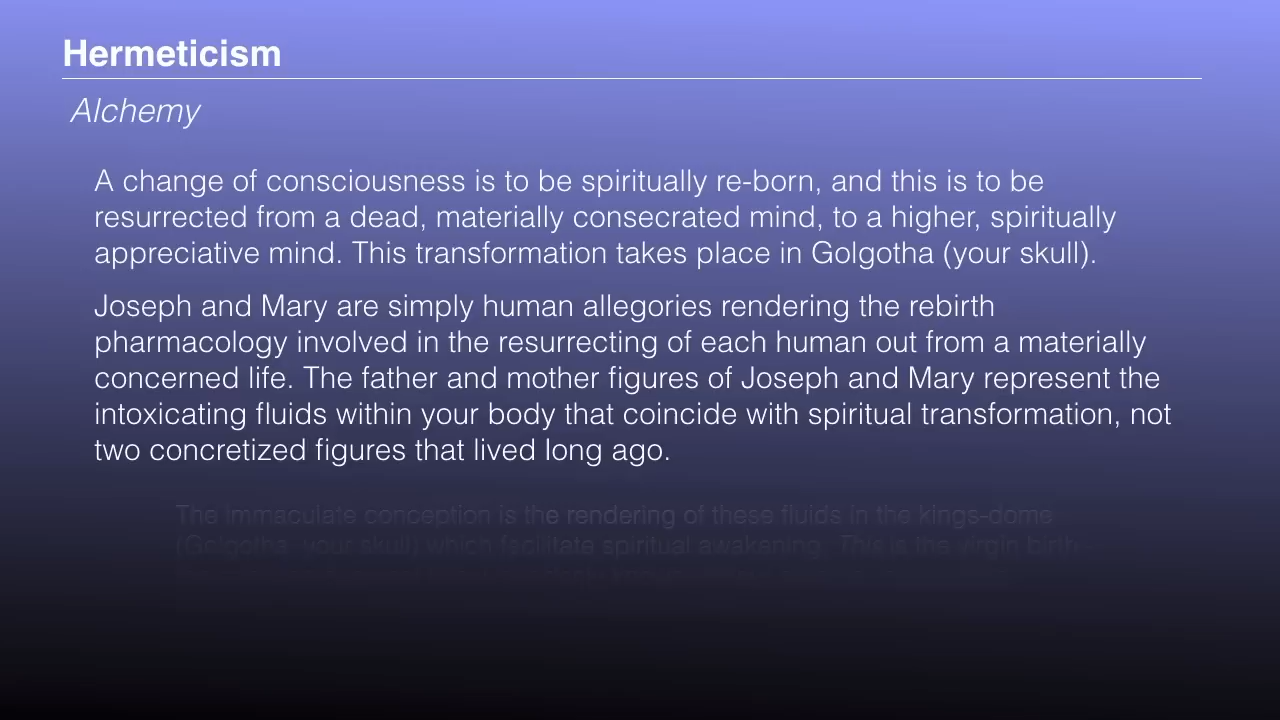 Hermeticism
Alchemy
A change of consciousness is to be spiritually re-born, and this is to be
resurrected from a dead, materially consecrated mind, to a higher, spiritually
appreciative mind. This transformation takes place in Golgotha (your skull).
Joseph and Mary are simply human allegories rendering the rebirth
pharmacology involved in the resurrecting of each human out from a materially
concerned life. The father and mother figures of Joseph and Mary represent the
intoxicating fluids within your body that coincide with spiritual transformation, not
two concretized figures that lived long ago.
The immaculate conception is the rendering of these fluids in the kings-dome
(Golgotha, your skull) which facilitate spiritual awakening. This is the virgin birth